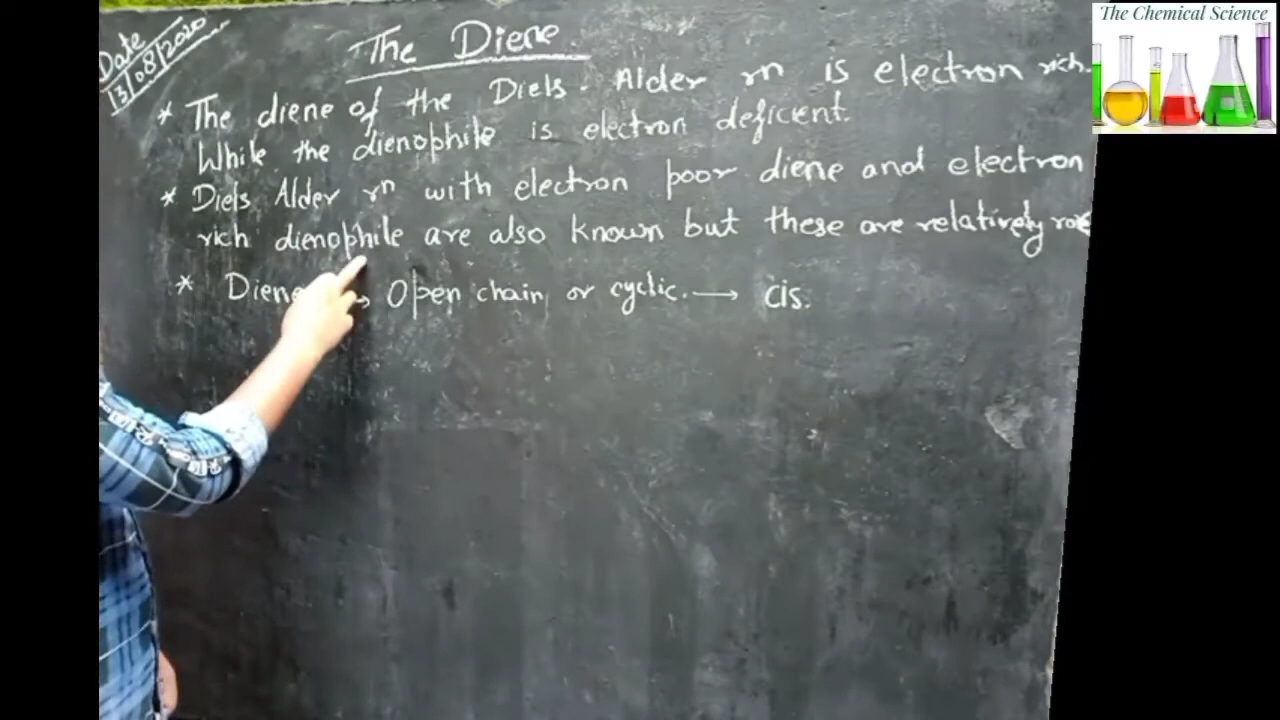 The Chemical Science
Date
13/08/2020
The Diene
* The diene of the Diels-Alder rn is electron rich.
While the dienophile is electron deficient.
* Diels Alder rn with electron poor diene and electron
rich dienophile are also known but these are relatively
* Diene → Open chain or cyclic. → cis.